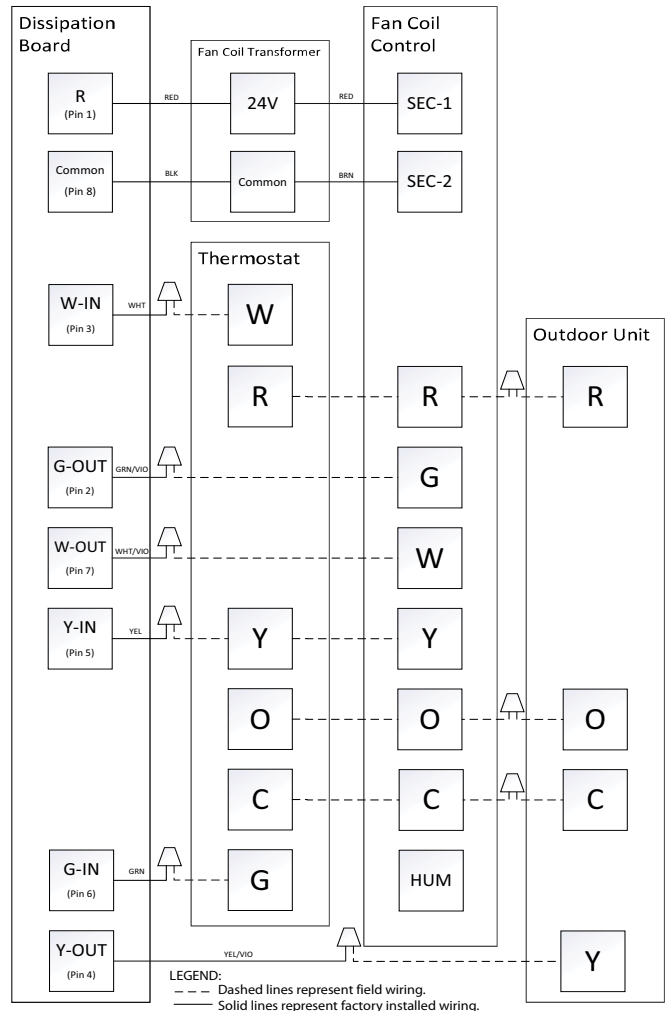 Dissipation
Board
Fan Coil Transformer
Fan Coil
Control
R
(Pin 1)
RED
24V
RED
SEC-1
Common
(Pin 8)
BLK
Common
BRN
SEC-2
Thermostat
W-IN
(Pin 3)
WHT
W
Outdoor Unit
R
R
R
G-OUT
(Pin 2)
GRN/VIO
G
W-OUT
(Pin 7)
WHT/VIO
W
Y-IN
(Pin 5)
YEL
Y
Y
O
O
O
C
C
C
G-IN
(Pin 6)
GRN
G
HUM
Y-OUT
(Pin 4)
YEL/VIO
Y
LEGEND:
Dashed lines represent field wiring.
Solid lines represent factory installed wiring.